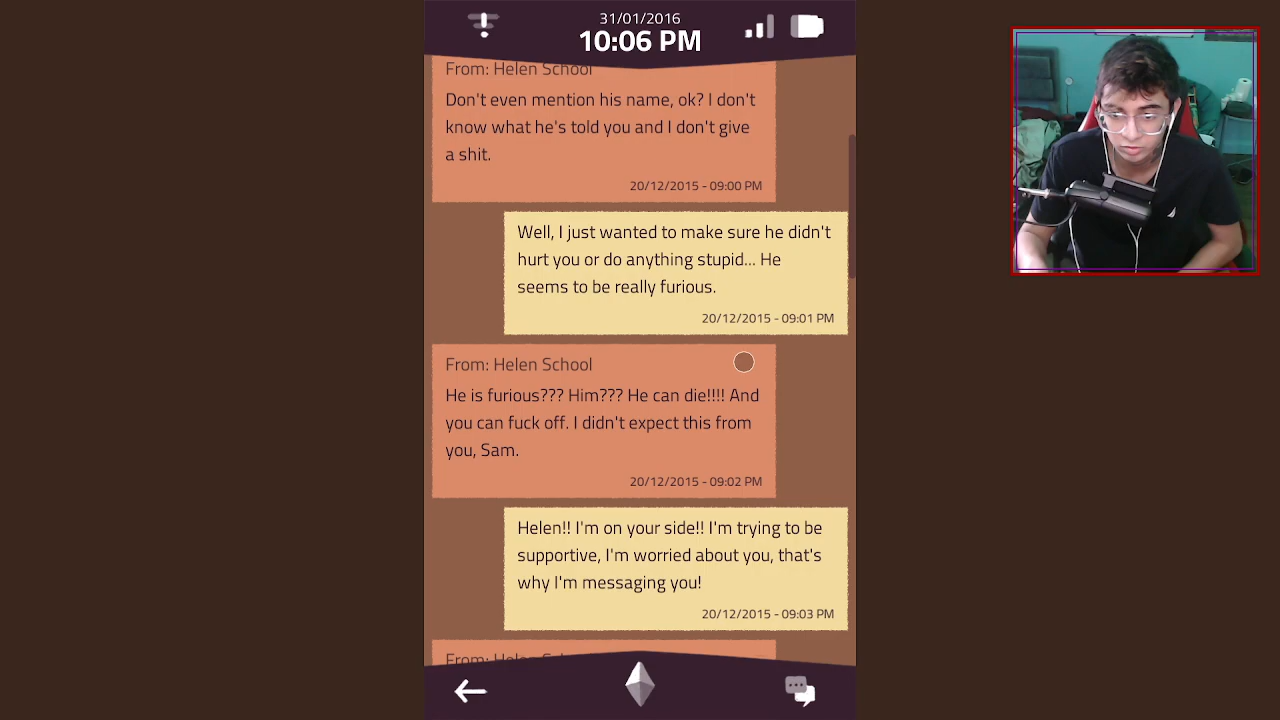 31/01/2016
10:06 PM
From: Helen School
Don't even mention his name, ok? I don't
know what he's told you and I don't give
a shit.
20/12/2015 - 09:00 PM
Well, I just wanted to make sure he didn't
hurt you or do anything stupid... He
seems to be really furious.
20/12/2015 - 09:01 PM
From: Helen School
He is furious??? Him??? He can die!!!! And
you can fuck off. I didn't expect this from
you, Sam.
20/12/2015 - 09:02 PM
Helen!! I'm on your side!! I'm trying to be
supportive, I'm worried about you, that's
why I'm messaging you!
20/12/2015 - 09:03 PM
From: Helen